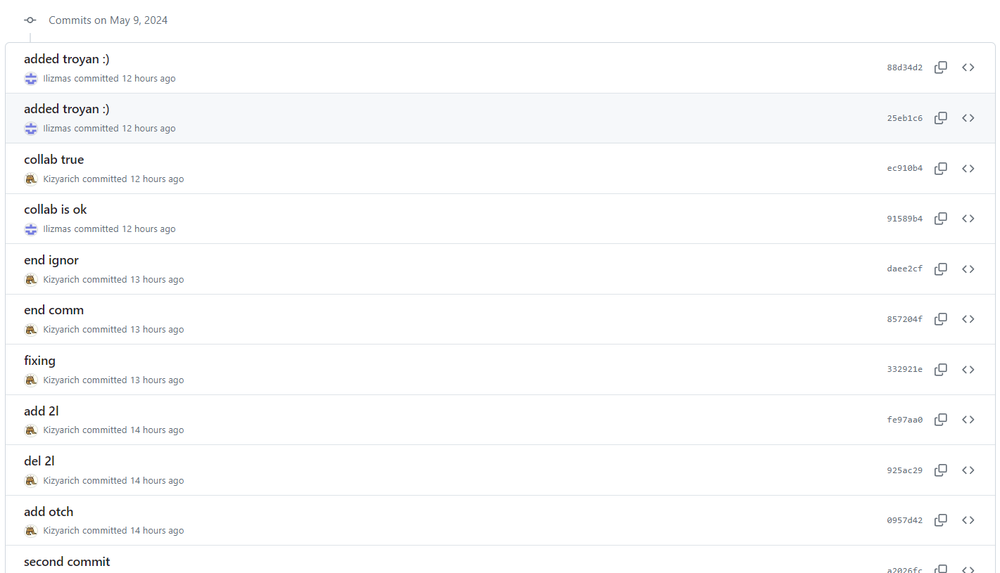 Commits on May 9, 2024
added troyan :)
Ilizmas committed 12 hours ago
88d34d2
added troyan :)
Ilizmas committed 12 hours ago
25eb1c6
collab true
Kizyarich committed 12 hours ago
ec910b4
collab is ok
Ilizmas committed 12 hours ago
91589b4
end ignor
Kizyarich committed 13 hours ago
daee2cf
end comm
Kizyarich committed 13 hours ago
857204f
fixing
Kizyarich committed 13 hours ago
332921e
add 2l
Kizyarich committed 14 hours ago
fe97aa0
del 2l
Kizyarich committed 14 hours ago
925ac29
add otch
Kizyarich committed 14 hours ago
0957d42
second commit
a2026fc